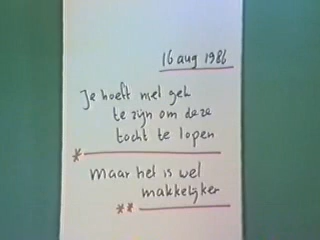 16 aug 1986
Je hoeft niet gek
te zijn om deze
tocht te lopen
*
maar het is wel
makkelijker
**